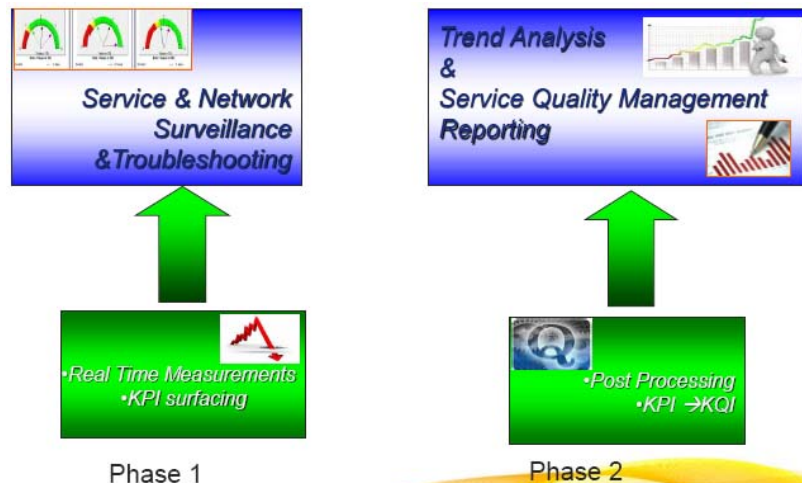 Service & Network
Surveillance
&Troubleshooting
•Real Time Measurements
•KPI surfacing
Phase 1
Trend Analysis
&
Service Quality Management
Reporting
Q
•Post Processing
•KPI →KQI
Phase 2